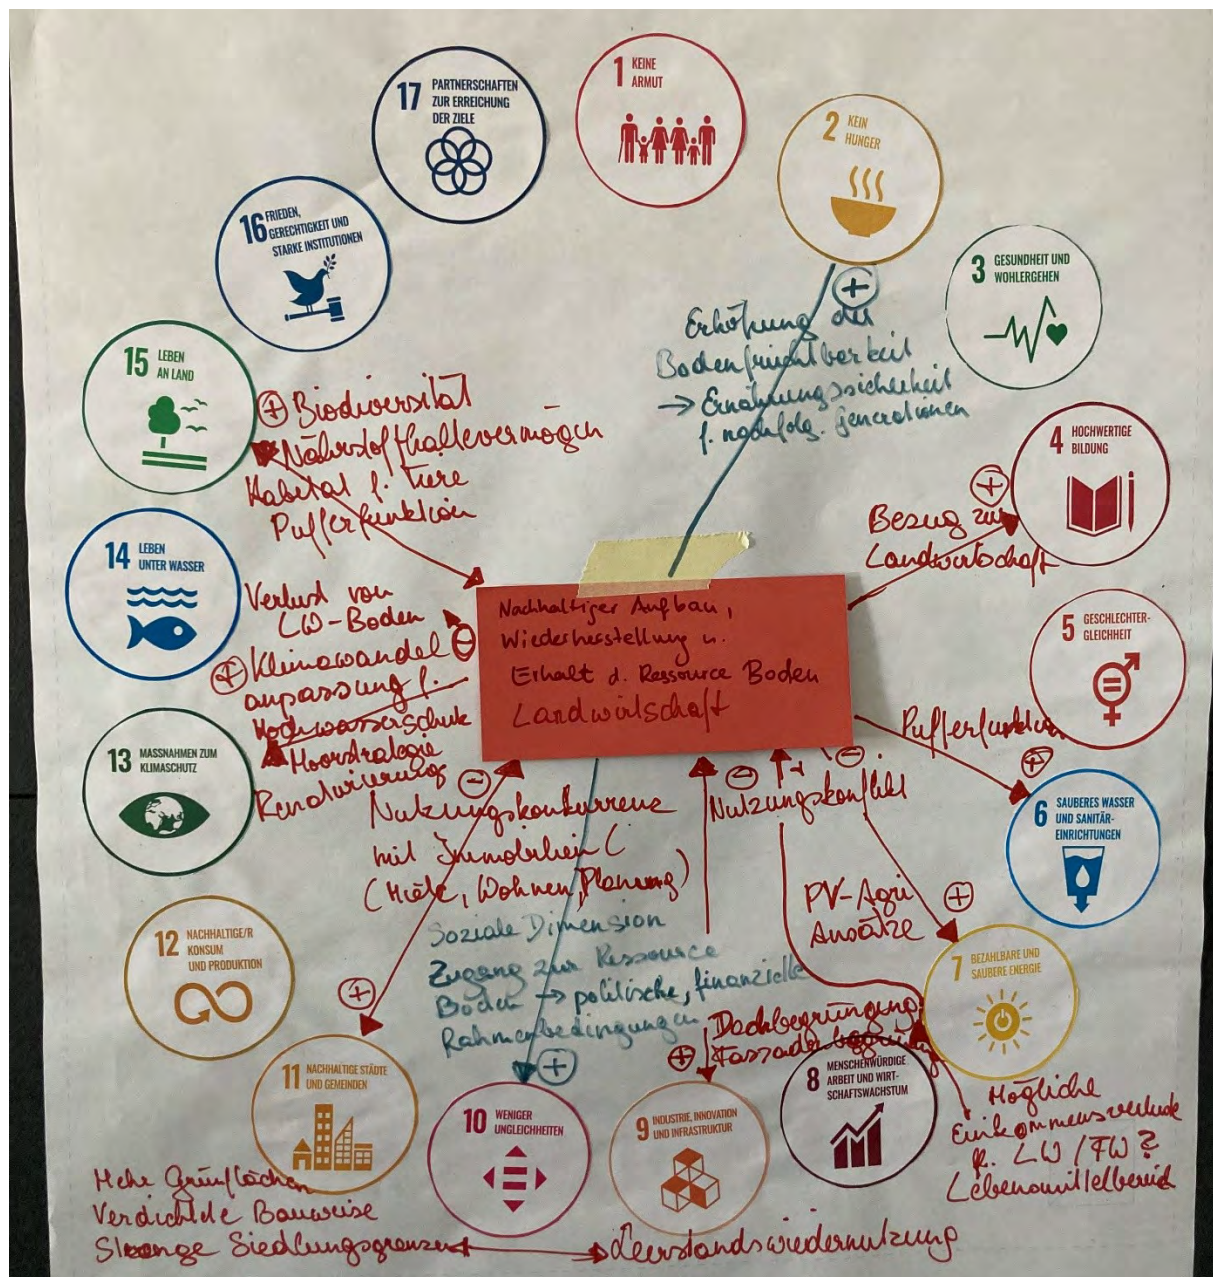 17 PARTNERSCHAFTEN
ZUR ERREICHUNG
DER ZIELE
1 KEINE
ARMUT
2 KEIN
HUNGER
16 FRIEDEN,
GERECHTIGKEIT UND
STARKE INSTITUTIONEN
3 GESUNDHEIT UND
WOHLERGEHEN
+
Erhöhung der
Bodenfruchtbarkeit
→ Ernährungssicherheit
f. nachfolg. Generationen
15 LEBEN
AN LAND
+ Biodiversität
Nährstoffhaltevermögen
Habitat f. Tiere
Pufferfunktion
4 HOCHWERTIGE
BILDUNG
+
Bezug zur
Landwirtschaft
14 LEBEN
UNTER WASSER
Nachhaltiger Aufbau,
Wiederherstellung u.
Erhalt d. Ressource Boden
Landwirtschaft
Verlust von
LW-Boden
-
+ Klimawandel
anpassung f.
Hochwasserschutz
Moorstrategie
Renaturierung
5 GESCHLECHTER-
GLEICHHEIT
Pufferfunktion
+
13 MASSNAHMEN ZUM
KLIMASCHUTZ
6 SAUBERES WASSER
UND SANITÄR-
EINRICHTUNGEN
-
Nutzungskonkurrenz
mit Immobilien (
(Miete, Wohnen, Planung)
+
- + -
Nutzungskonflikt
PV-Agri
Ansätze
+
12 NACHHALTIGE/R
KONSUM
UND PRODUKTION
Soziale Dimension
Zugang zur Ressource
Boden → politische, finanzielle
Rahmenbedingungen
+
7 BEZAHLBARE UND
SAUBERE ENERGIE
+ Dachbegrünung
Fassadenbegrünung
11 NACHHALTIGE STÄDTE
UND GEMEINDEN
10 WENIGER
UNGLEICHHEITEN
9 INDUSTRIE, INNOVATION
UND INFRASTRUKTUR
8 MENSCHENWÜRDIGE
ARBEIT UND WIRT-
SCHAFTSWACHSTUM
Mögliche
Einkommensverluste
f. LW / FW ?
Lebensmittelbereich
Mehr Grünflächen
Verdichtete Bauweise
Strenge Siedlungsgrenzen
Leerstandswiedernutzung